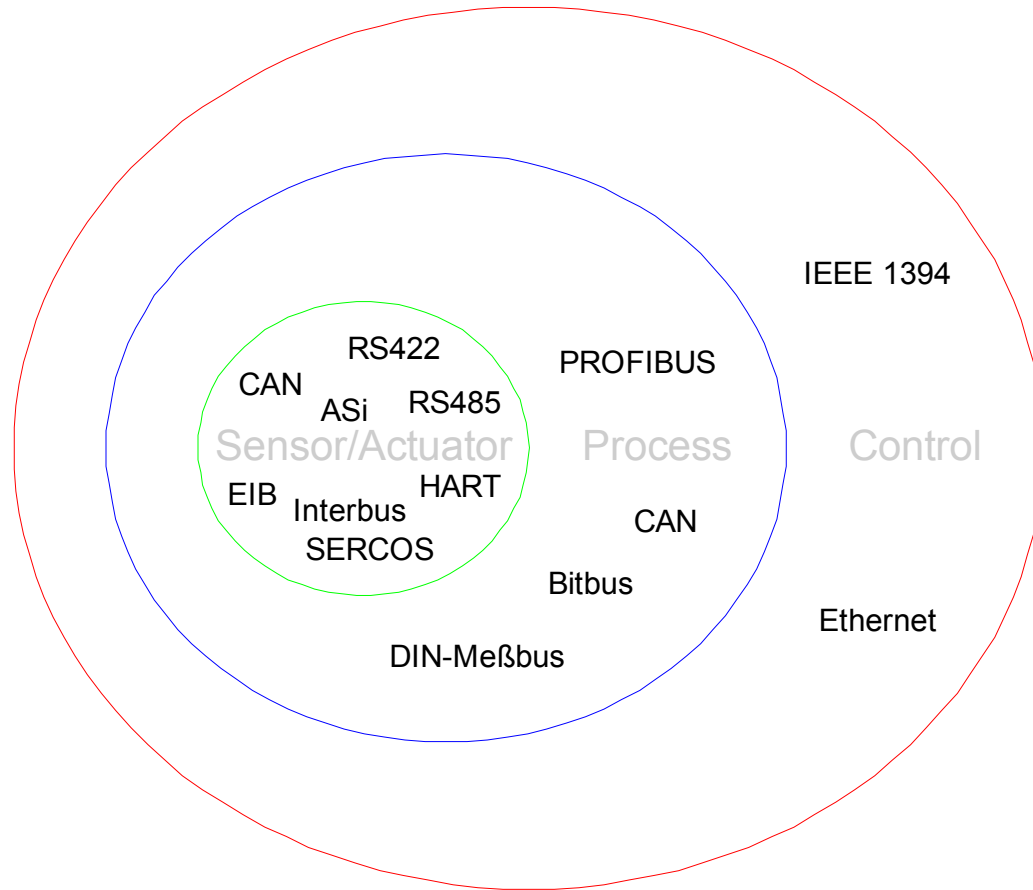 IEEE 1394
RS422
PROFIBUS
CAN
ASi
RS485
Sensor/Actuator
Process
Control
HART
EIB
Interbus
CAN
SERCOS
Bitbus
Ethernet
DIN-Meßbus